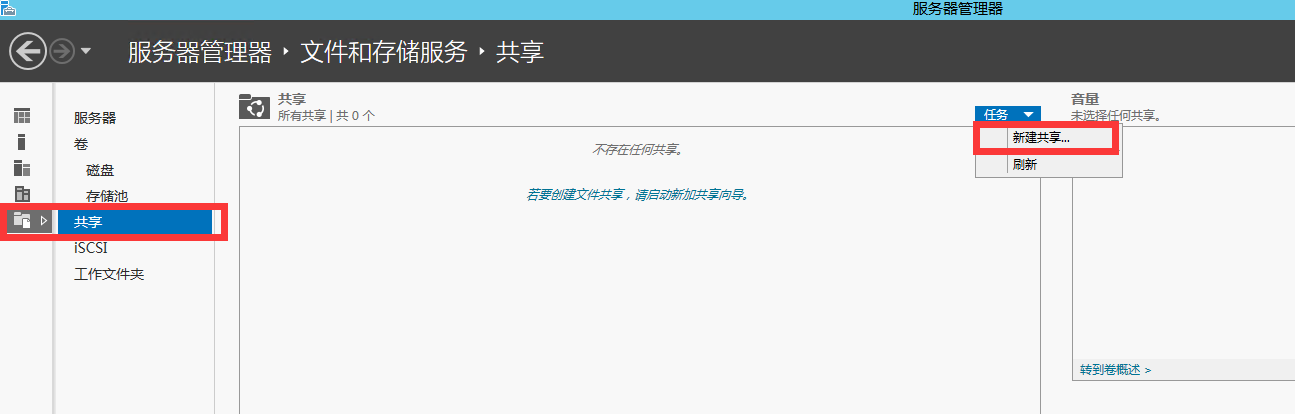 服务器管理器
服务器管理器 · 文件和存储服务 · 共享
服务器
卷
磁盘
存储池
共享
iSCSI
工作文件夹
共享
所有共享 | 共 0 个
任务
新建共享...
刷新
不存在任何共享。
若要创建文件共享，请启动新加共享向导。
音量
未选择任何共享。
转到卷概述 >